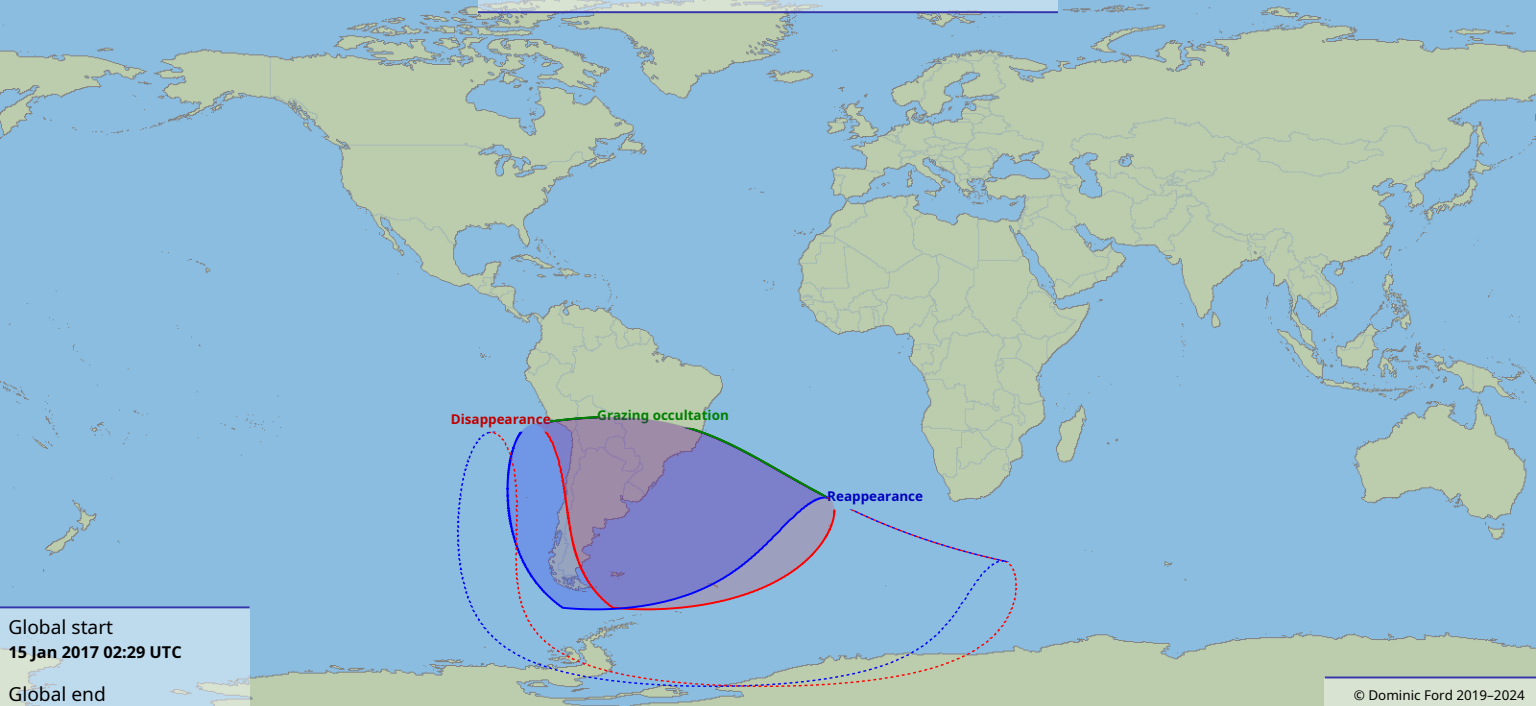 Grazing occultation
Disappearance
Reappearance
Global start
15 Jan 2017 02:29 UTC
Global end
© Dominic Ford 2019–2024